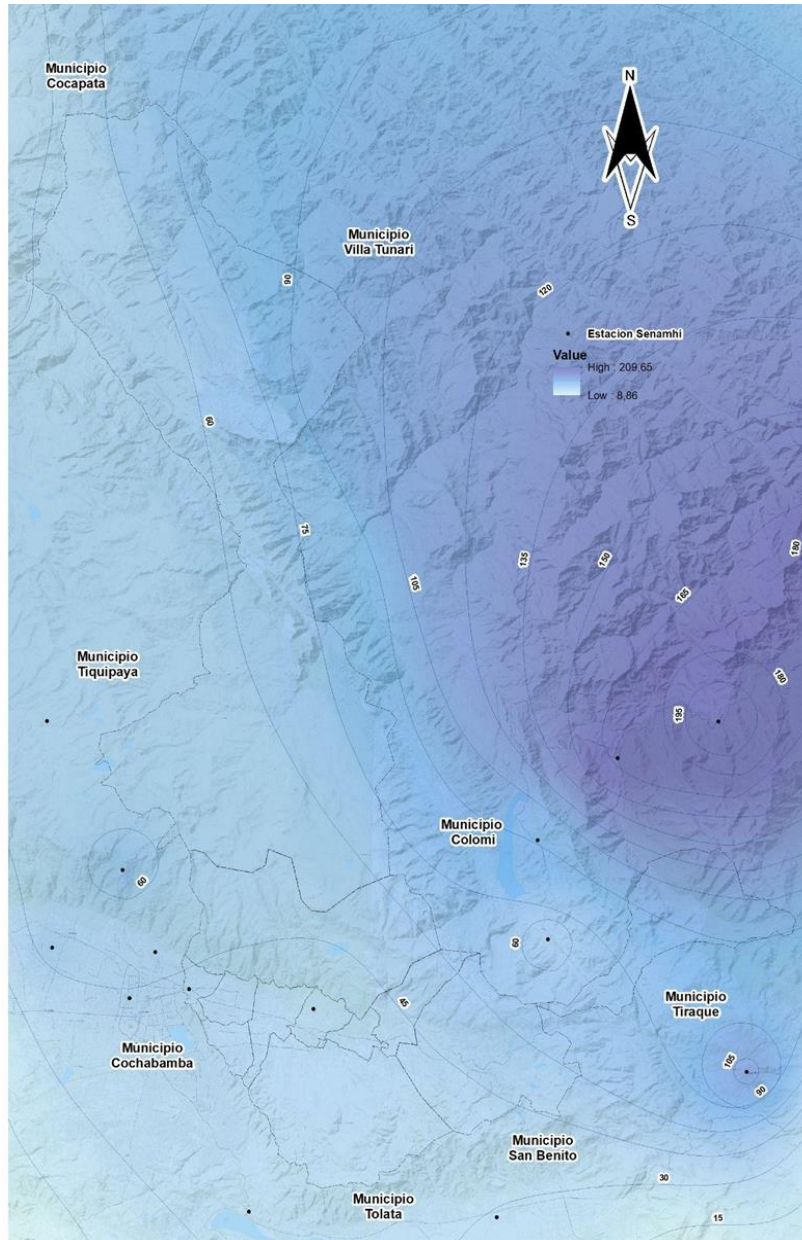 Municipio
Cocapata
N
S
Municipio
Villa Tunari
90
120
Estacion Senamhi
Value
High : 209,65
Low : 8,86
60
75
135
150
180
105
165
Municipio
Tiquipaya
180
195
Municipio
Colomi
60
60
45
Municipio
Tiraque
Municipio
Cochabamba
105
90
Municipio
San Benito
30
Municipio
Tolata
15